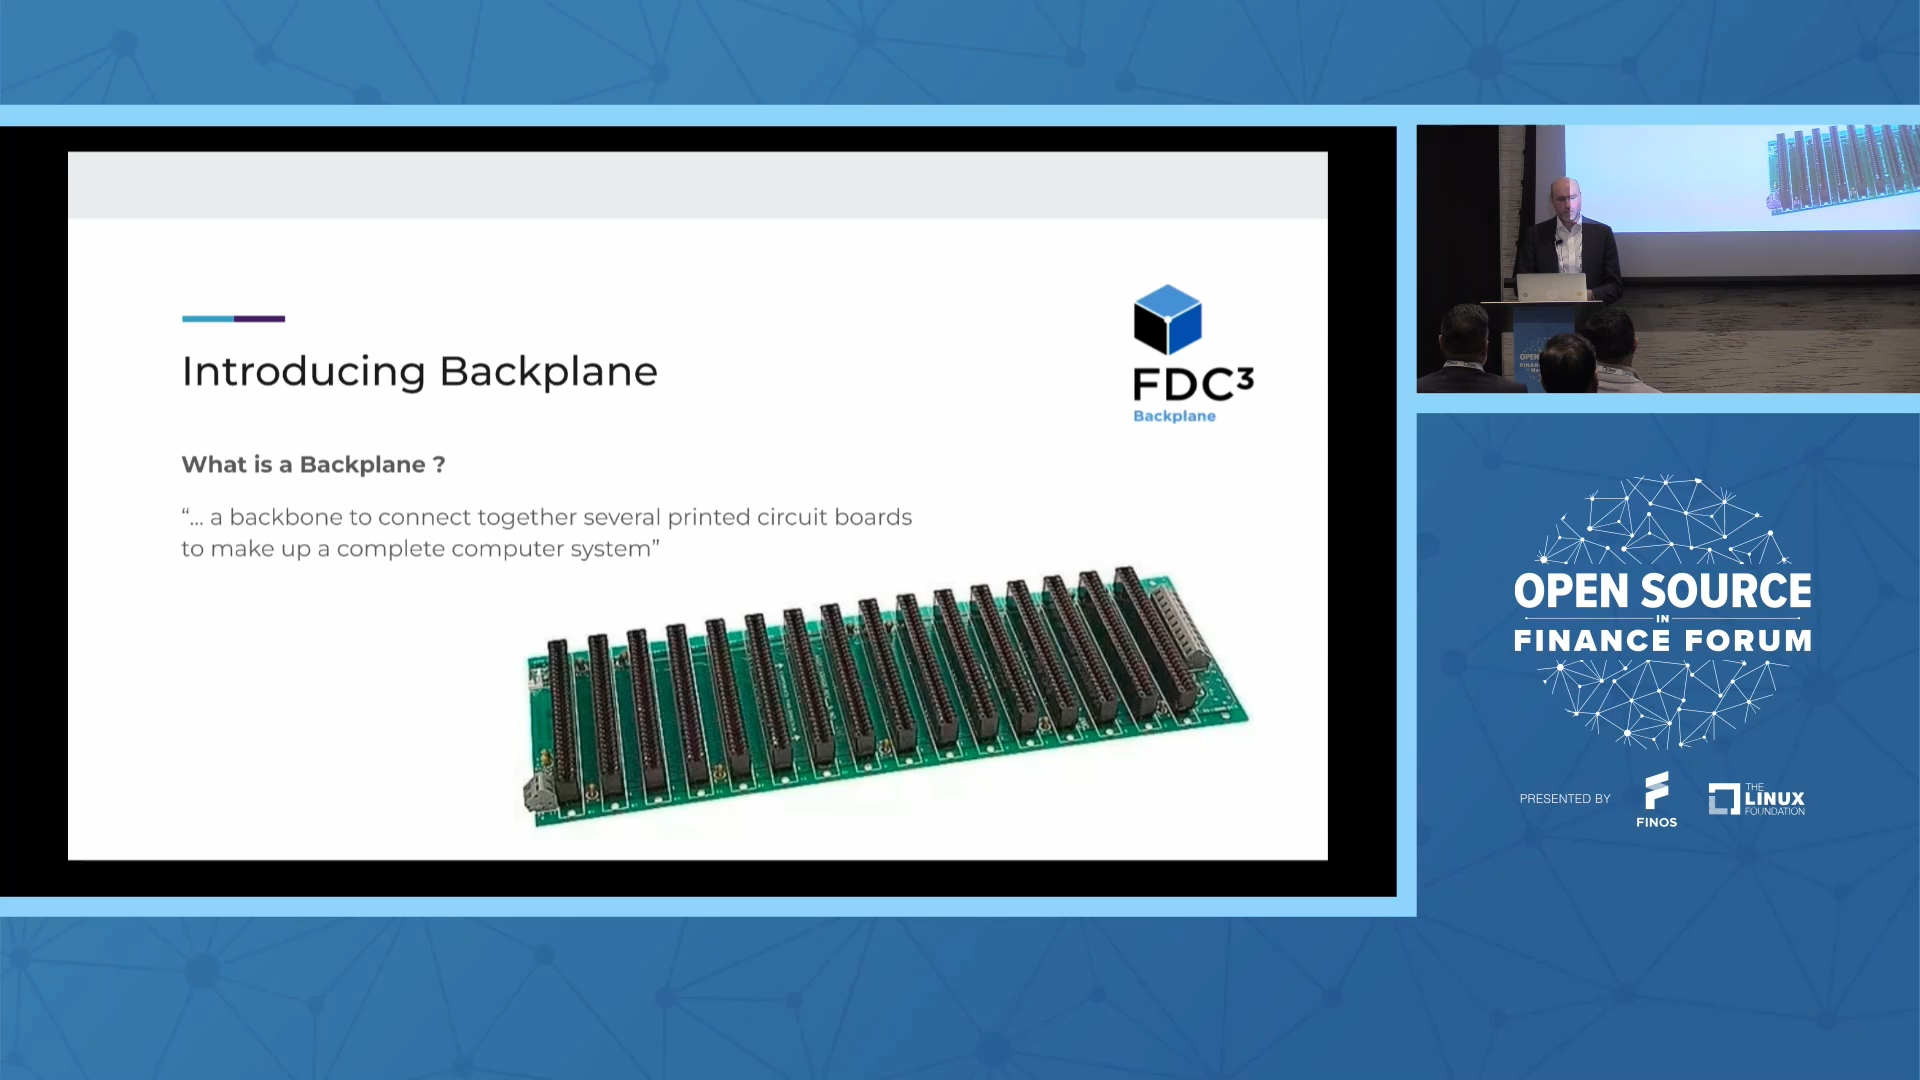 Introducing Backplane
FDC³
Backplane
What is a Backplane ?
“... a backbone to connect together several printed circuit boards
to make up a complete computer system”
OPEN SOURCE
IN
FINANCE FORUM
PRESENTED BY
FINOS
THE
LINUX
FOUNDATION